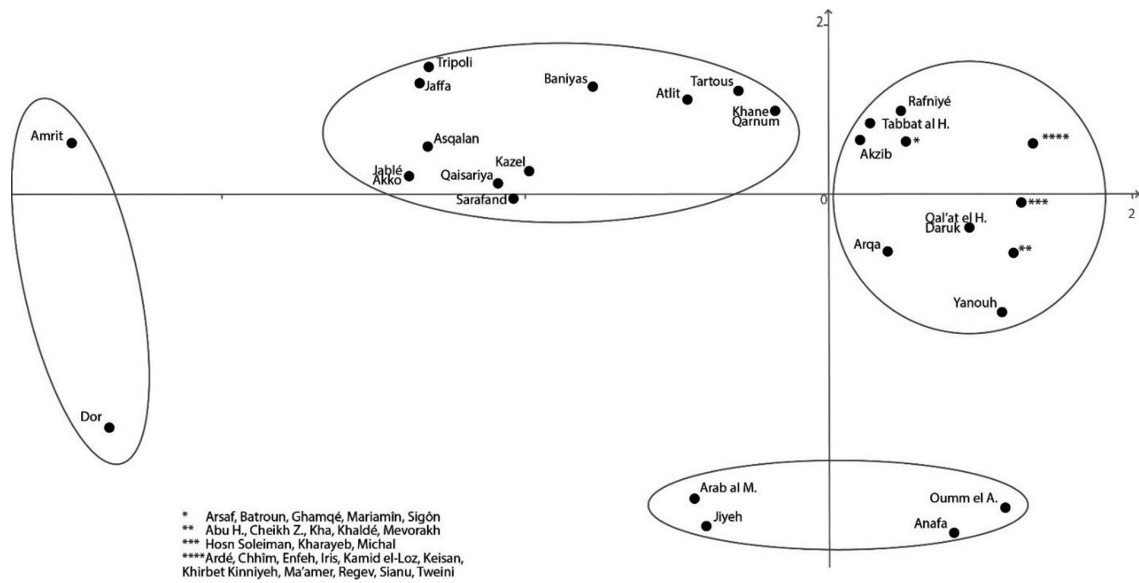 2
Tripoli
Jaffa
Baniyas
Tartous
Atlit
Khane
Qarnum
Rafniyé
Tabbat al H.
*
****
Akzib
Amrit
Asqalan
Jablé
Akko
Kazel
Qaisariya
Sarafand
0
2
***
Qal'at el H.
Daruk
Arqa
**
Yanouh
Dor
Arab al M.
Jiyeh
Oumm el A.
Anafa
* Arsaf, Batroun, Ghamqé, Mariamîn, Sigôn
** Abu H., Cheikh Z., Kha, Khaldé, Mevorakh
*** Hosn Soleiman, Kharayeb, Michal
****Ardé, Chhîm, Enfeh, Iris, Kamid el-Loz, Keisan,
Khirbet Kinniyeh, Ma'amer, Regev, Sianu, Tweini